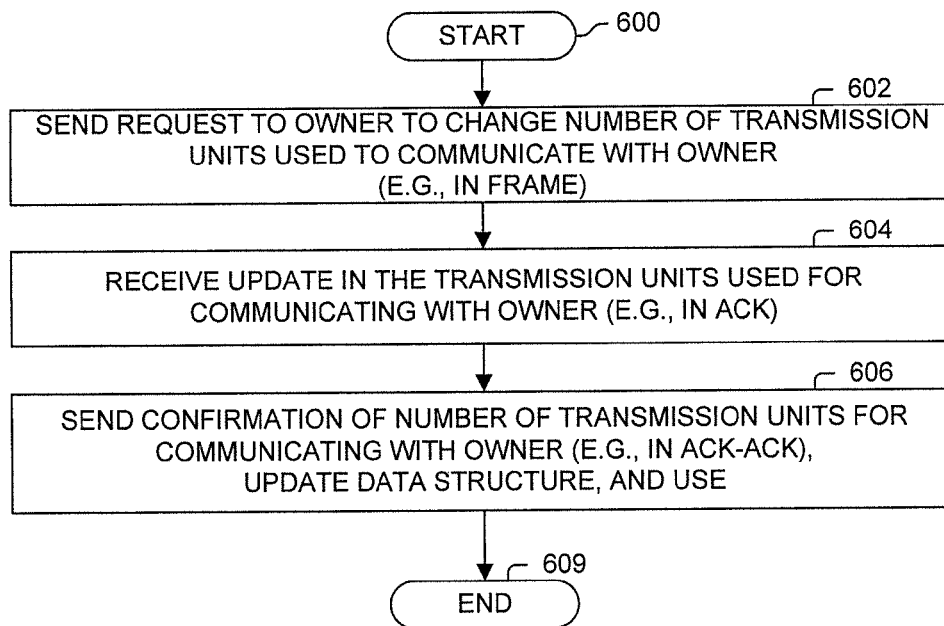 START
600
602
SEND REQUEST TO OWNER TO CHANGE NUMBER OF TRANSMISSION
UNITS USED TO COMMUNICATE WITH OWNER
(E.G., IN FRAME)
604
RECEIVE UPDATE IN THE TRANSMISSION UNITS USED FOR
COMMUNICATING WITH OWNER (E.G., IN ACK)
606
SEND CONFIRMATION OF NUMBER OF TRANSMISSION UNITS FOR
COMMUNICATING WITH OWNER (E.G., IN ACK-ACK),
UPDATE DATA STRUCTURE, AND USE
609
END